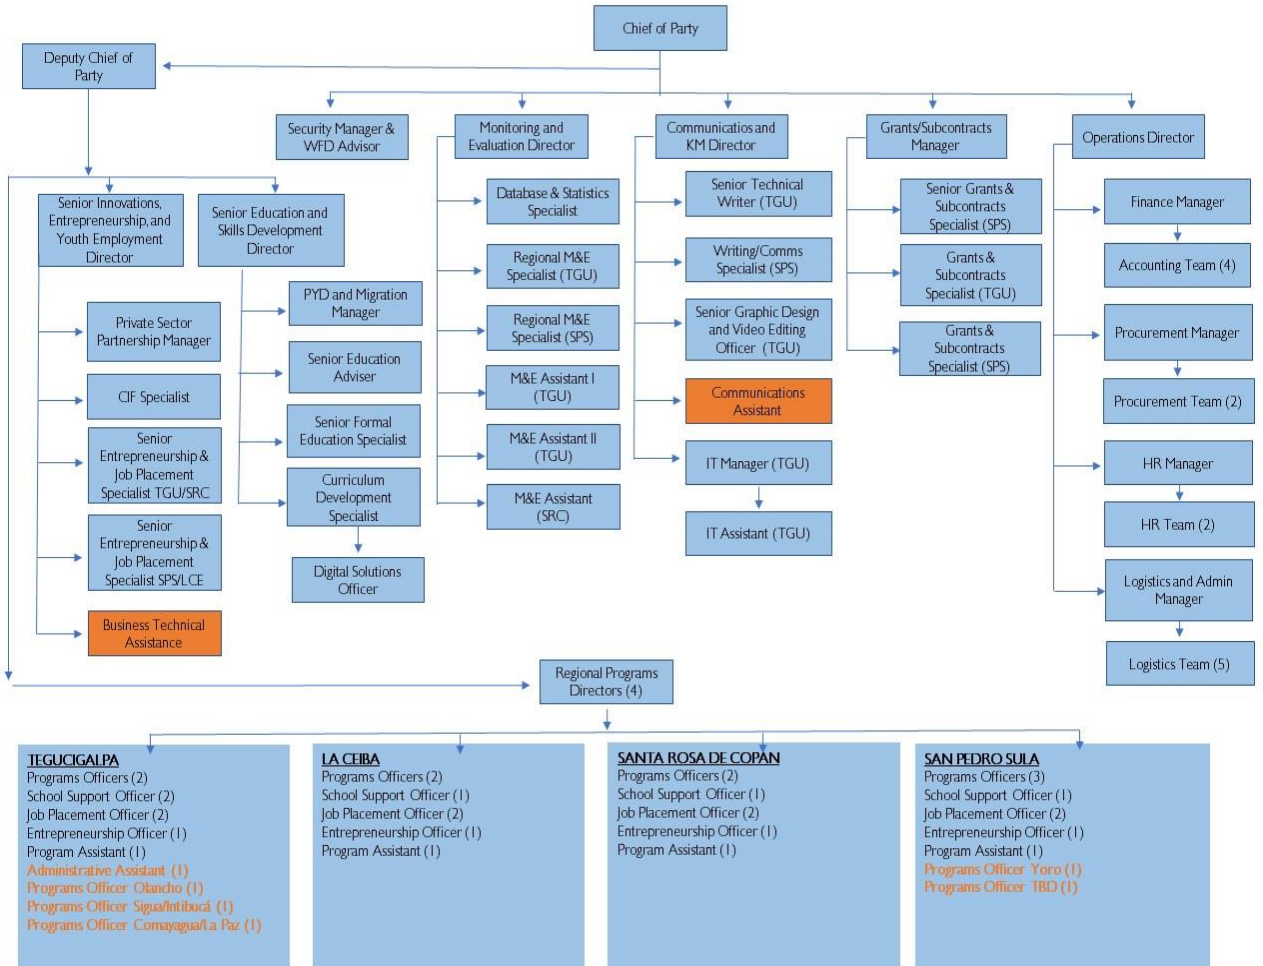 Chief of Party
Deputy Chief of
Party
Security Manager &
WFD Advisor
Monitoring and
Evaluation Director
Communicatios and
KM Director
Grants/Subcontracts
Manager
Operations Director
Senior Innovations,
Entrepreneurship, and
Youth Employment
Director
Private Sector
Partnership Manager
CIF Specialist
Senior
Entrepreneurship &
Job Placement
Specialist TGU/SRC
Senior
Entrepreneurship &
Job Placement
Specialist SPS/LCE
Business Technical
Assistance
Senior Education and
Skills Development
Director
PYD and Migration
Manager
Senior Education
Adviser
Senior Formal
Education Specialist
Curriculum
Development
Specialist
Digital Solutions
Officer
Database & Statistics
Specialist
Regional M&E
Specialist (TGU)
Regional M&E
Specialist (SPS)
M&E Assistant I
(TGU)
M&E Assistant II
(TGU)
M&E Assistant
(SRC)
Senior Technical
Writer (TGU)
Writing/Comms
Specialist (SPS)
Senior Graphic Design
and Video Editing
Officer (TGU)
Communications
Assistant
IT Manager (TGU)
IT Assistant (TGU)
Senior Grants &
Subcontracts
Specialist (SPS)
Grants &
Subcontracts
Specialist (TGU)
Grants &
Subcontracts
Specialist (SPS)
Finance Manager
Accounting Team (4)
Procurement Manager
Procurement Team (2)
HR Manager
HR Team (2)
Logistics and Admin
Manager
Logistics Team (5)
Regional Programs
Directors (4)
TEGUCIGALPA
Programs Officers (2)
School Support Officer (2)
Job Placement Officer (2)
Entrepreneurship Officer (1)
Program Assistant (1)
Administrative Assistant (1)
Programs Officer Olancho (1)
Programs Officer Sigua/Intibucá (1)
Programs Officer Comayagua/La Paz (1)
LA CEIBA
Programs Officers (2)
School Support Officer (1)
Job Placement Officer (2)
Entrepreneurship Officer (1)
Program Assistant (1)
SANTA ROSA DE COPÁN
Programs Officers (2)
School Support Officer (1)
Job Placement Officer (2)
Entrepreneurship Officer (1)
Program Assistant (1)
SAN PEDRO SULA
Programs Officers (3)
School Support Officer (1)
Job Placement Officer (2)
Entrepreneurship Officer (1)
Program Assistant (1)
Programs Officer Yoro (1)
Programs Officer TBD (1)